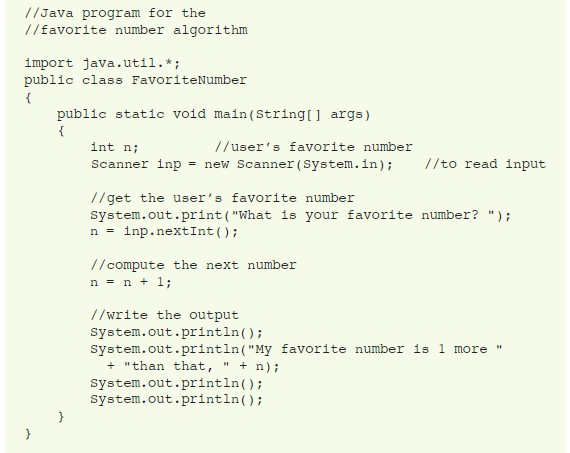 //Java program for the
//favorite number algorithm
import java.util.*;
public class FavoriteNumber
{
public static void main(String[] args)
{
int n; //user's favorite number
Scanner inp = new Scanner(System.in); //to read input
//get the user's favorite number
System.out.print("What is your favorite number? ");
n = inp.nextInt();
//compute the next number
n = n + 1;
//write the output
System.out.println();
System.out.println("My favorite number is 1 more "
+ "than that, " + n);
System.out.println();
System.out.println();
}
}